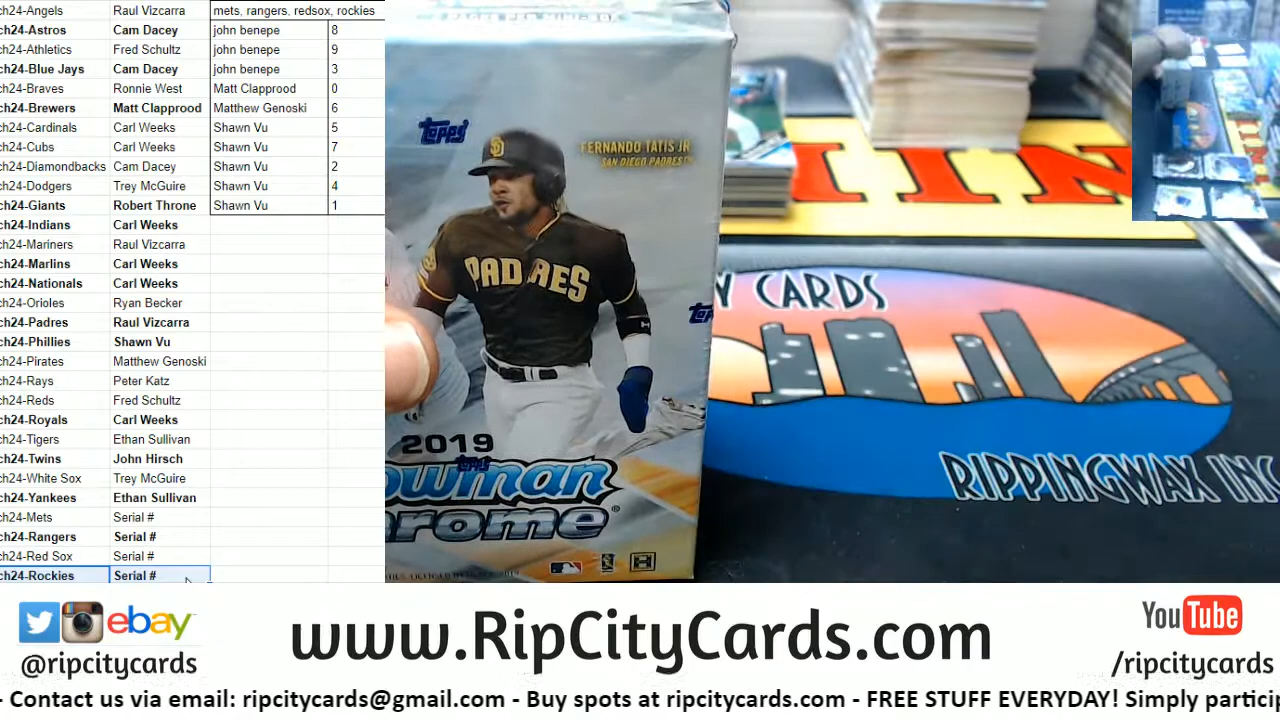 ch24-Angels Raul Vizcarra mets, rangers, redsox, rockies
ch24-Astros Cam Dacey john benepe 8
ch24-Athletics Fred Schultz john benepe 9
ch24-Blue Jays Cam Dacey john benepe 3
ch24-Braves Ronnie West Matt Clapprood 0
ch24-Brewers Matt Clapprood Matthew Genoski 6
ch24-Cardinals Carl Weeks Shawn Vu 5
ch24-Cubs Carl Weeks Shawn Vu 7
ch24-Diamondbacks Cam Dacey Shawn Vu 2
ch24-Dodgers Trey McGuire Shawn Vu 4
ch24-Giants Robert Throne Shawn Vu 1
ch24-Indians Carl Weeks
ch24-Mariners Raul Vizcarra
ch24-Marlins Carl Weeks
ch24-Nationals Carl Weeks
ch24-Orioles Ryan Becker
ch24-Padres Raul Vizcarra
ch24-Phillies Shawn Vu
ch24-Pirates Matthew Genoski
ch24-Rays Peter Katz
ch24-Reds Fred Schultz
ch24-Royals Carl Weeks
ch24-Tigers Ethan Sullivan
ch24-Twins John Hirsch
ch24-White Sox Trey McGuire
ch24-Yankees Ethan Sullivan
ch24-Mets Serial #
ch24-Rangers Serial #
ch24-Red Sox Serial #
ch24-Rockies Serial #
Topps
FERNANDO TATIS JR
SAN DIEGO PADRES™
PADRES
2019
Topps
owman
hrome®
Y CARDS
RIPPINGWAX INC
ebay
@ripcitycards
www.RipCityCards.com
YouTube
/ripcitycards
- Contact us via email: ripcitycards@gmail.com - Buy spots at ripcitycards.com - FREE STUFF EVERYDAY! Simply particip